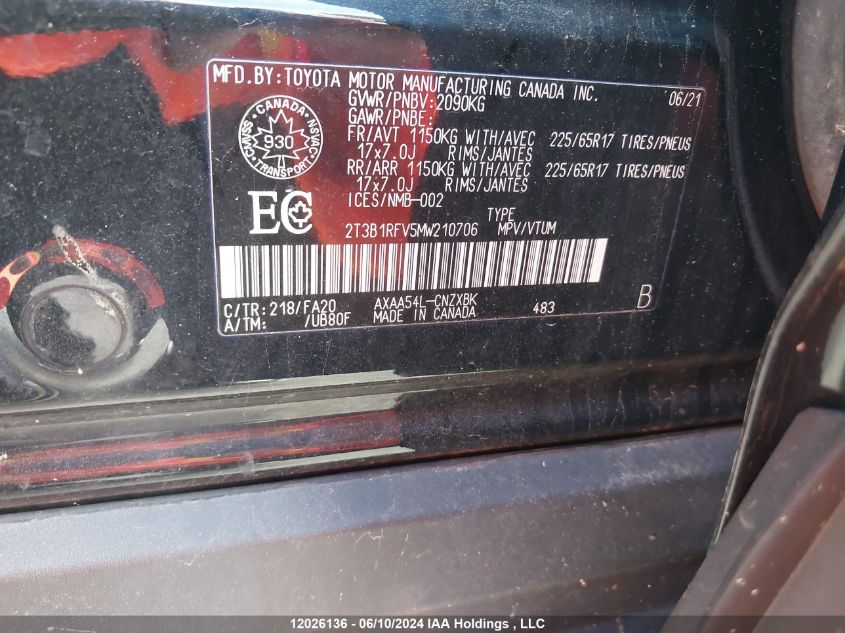 MFD.BY:TOYOTA MOTOR MANUFACTURING CANADA INC. 06/21
GVWR/PNBV:2090KG
GAWR/PNBE:
FR/AVT 1150KG WITH/AVEC 225/65R17 TIRES/PNEUS
17x7.0J RIMS/JANTES
RR/ARR 1150KG WITH/AVEC 225/65R17 TIRES/PNEUS
17x7.0J RIMS/JANTES
ICES/NMB-002
CANADA
CMVSS 930 NSVAC
TRANSPORT
EC
TYPE
2T3B1RFV5MW210706 MPV/VTUM
C/TR:218/FA20 AXAA54L-CNZXBK B
A/TM: /UB80F MADE IN CANADA 483
12026136 - 06/10/2024 IAA Holdings , LLC